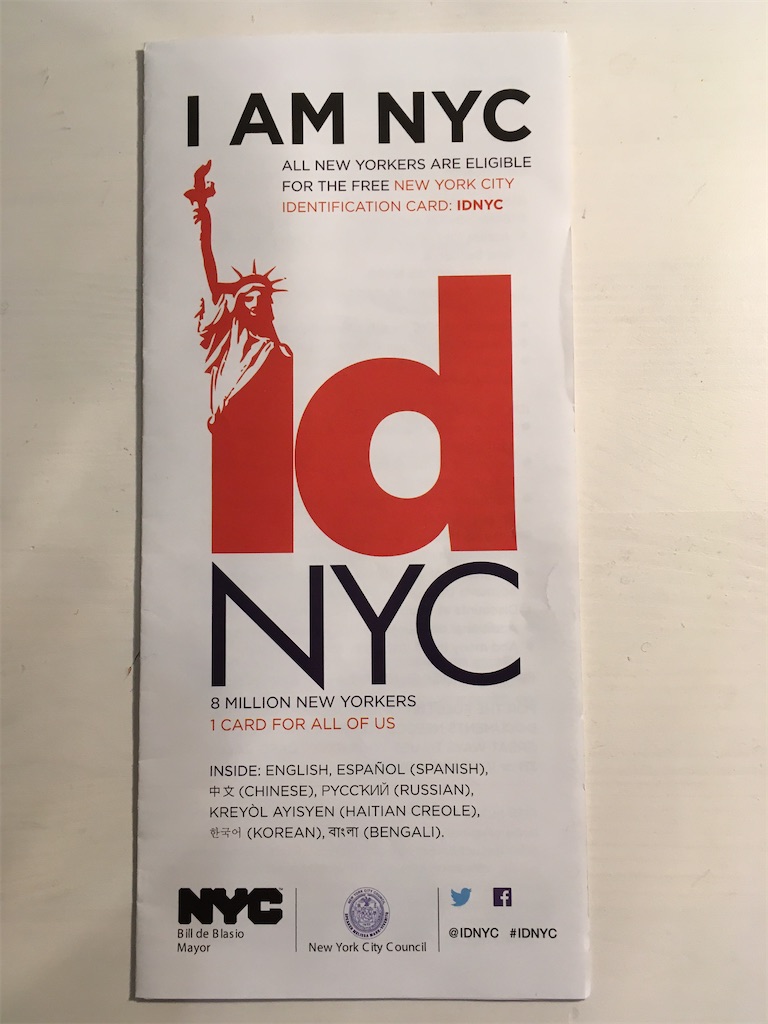 I AM NYC
ALL NEW YORKERS ARE ELIGIBLE
FOR THE FREE NEW YORK CITY
IDENTIFICATION CARD: IDNYC
id
NYC
8 MILLION NEW YORKERS
1 CARD FOR ALL OF US
INSIDE: ENGLISH, ESPAÑOL (SPANISH),
中文 (CHINESE), РУССКИЙ (RUSSIAN),
KREYÒL AYISYEN (HAITIAN CREOLE),
한국어 (KOREAN), বাংলা (BENGALI).
NYC
Bill de Blasio
Mayor
New York City Council
@IDNYC #IDNYC